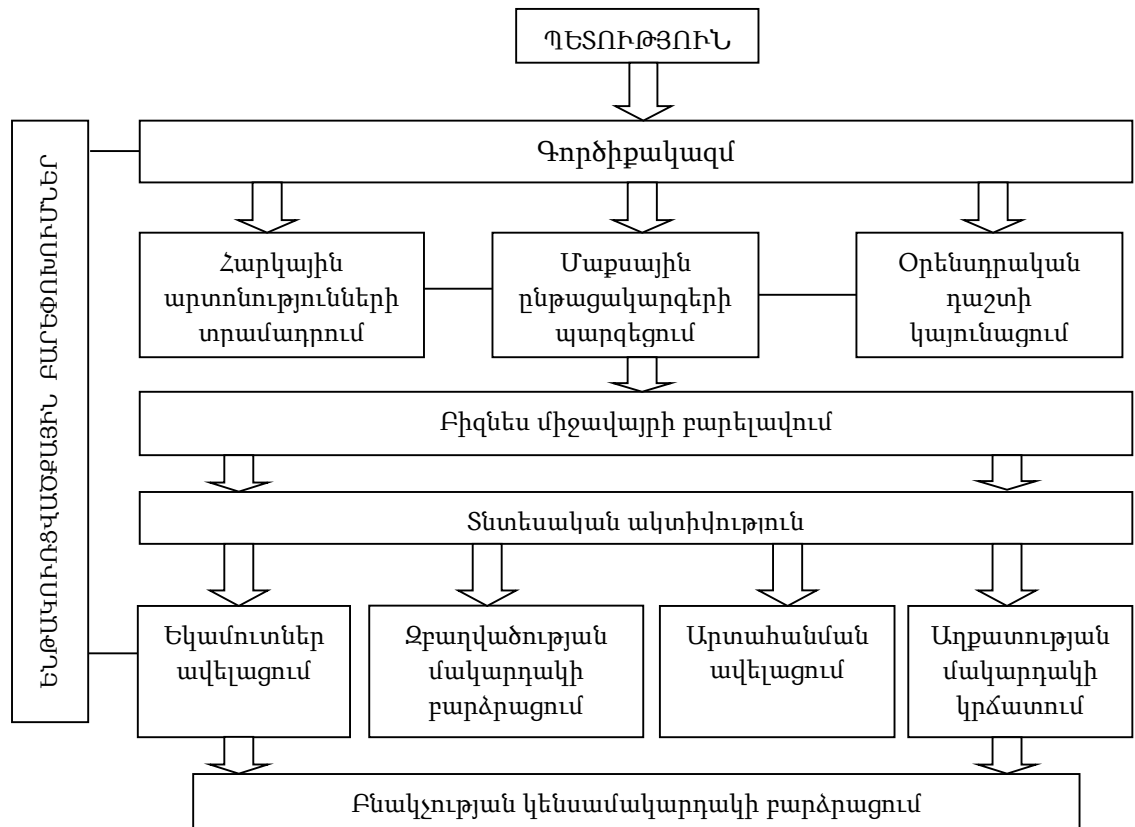 ՊԵՏՈՒԹՅՈՒՆ
ԵՆԹԱԿՈՒՌՑՎԱԾՔԱՅԻՆ ԲԱՐԵՓՈԽՈՒՄՆԵՐ
Գործիքակազմ
Հարկային
արտոնությունների
տրամադրում
Մաքսային
ընթացակարգերի
պարզեցում
Օրենսդրական
դաշտի
կայունացում
Բիզնես միջավայրի բարելավում
Տնտեսական ակտիվություն
Եկամուտներ
ավելացում
Զբաղվածության
մակարդակի
բարձրացում
Արտահանման
ավելացում
Աղքատության
մակարդակի
կրճատում
Բնակչության կենսամակարդակի բարձրացում